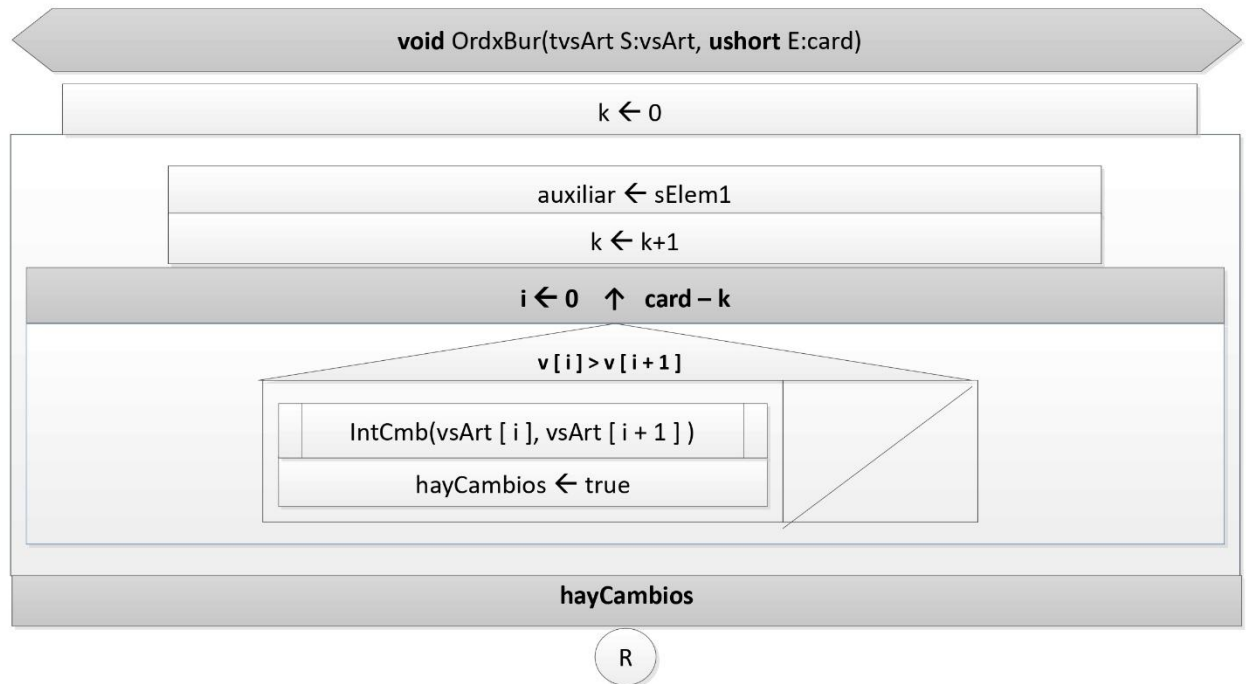 void OrdxBur(tvsArt S:vsArt, ushort E:card)
k ← 0
auxiliar ← sElem1
k ← k+1
i ← 0 ↑ card – k
v [ i ] > v [ i + 1 ]
IntCmb(vsArt [ i ], vsArt [ i + 1 ] )
hayCambios ← true
hayCambios
R